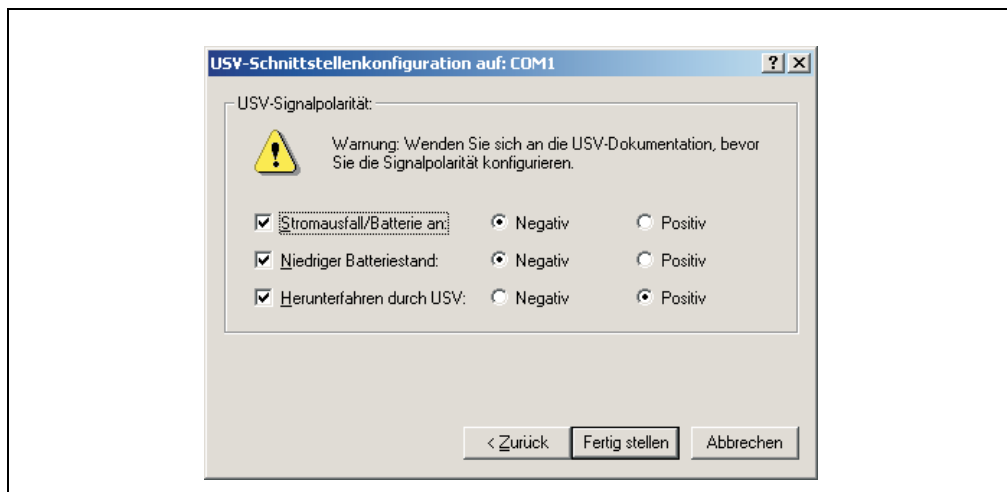 USV-Schnittstellenkonfiguration auf: COM1
USV-Signalpolarität:
Warnung: Wenden Sie sich an die USV-Dokumentation, bevor
Sie die Signalpolarität konfigurieren.
Stromausfall/Batterie an: Negativ Positiv
Niedriger Batteriestand: Negativ Positiv
Herunterfahren durch USV: Negativ Positiv
< Zurück Fertig stellen Abbrechen